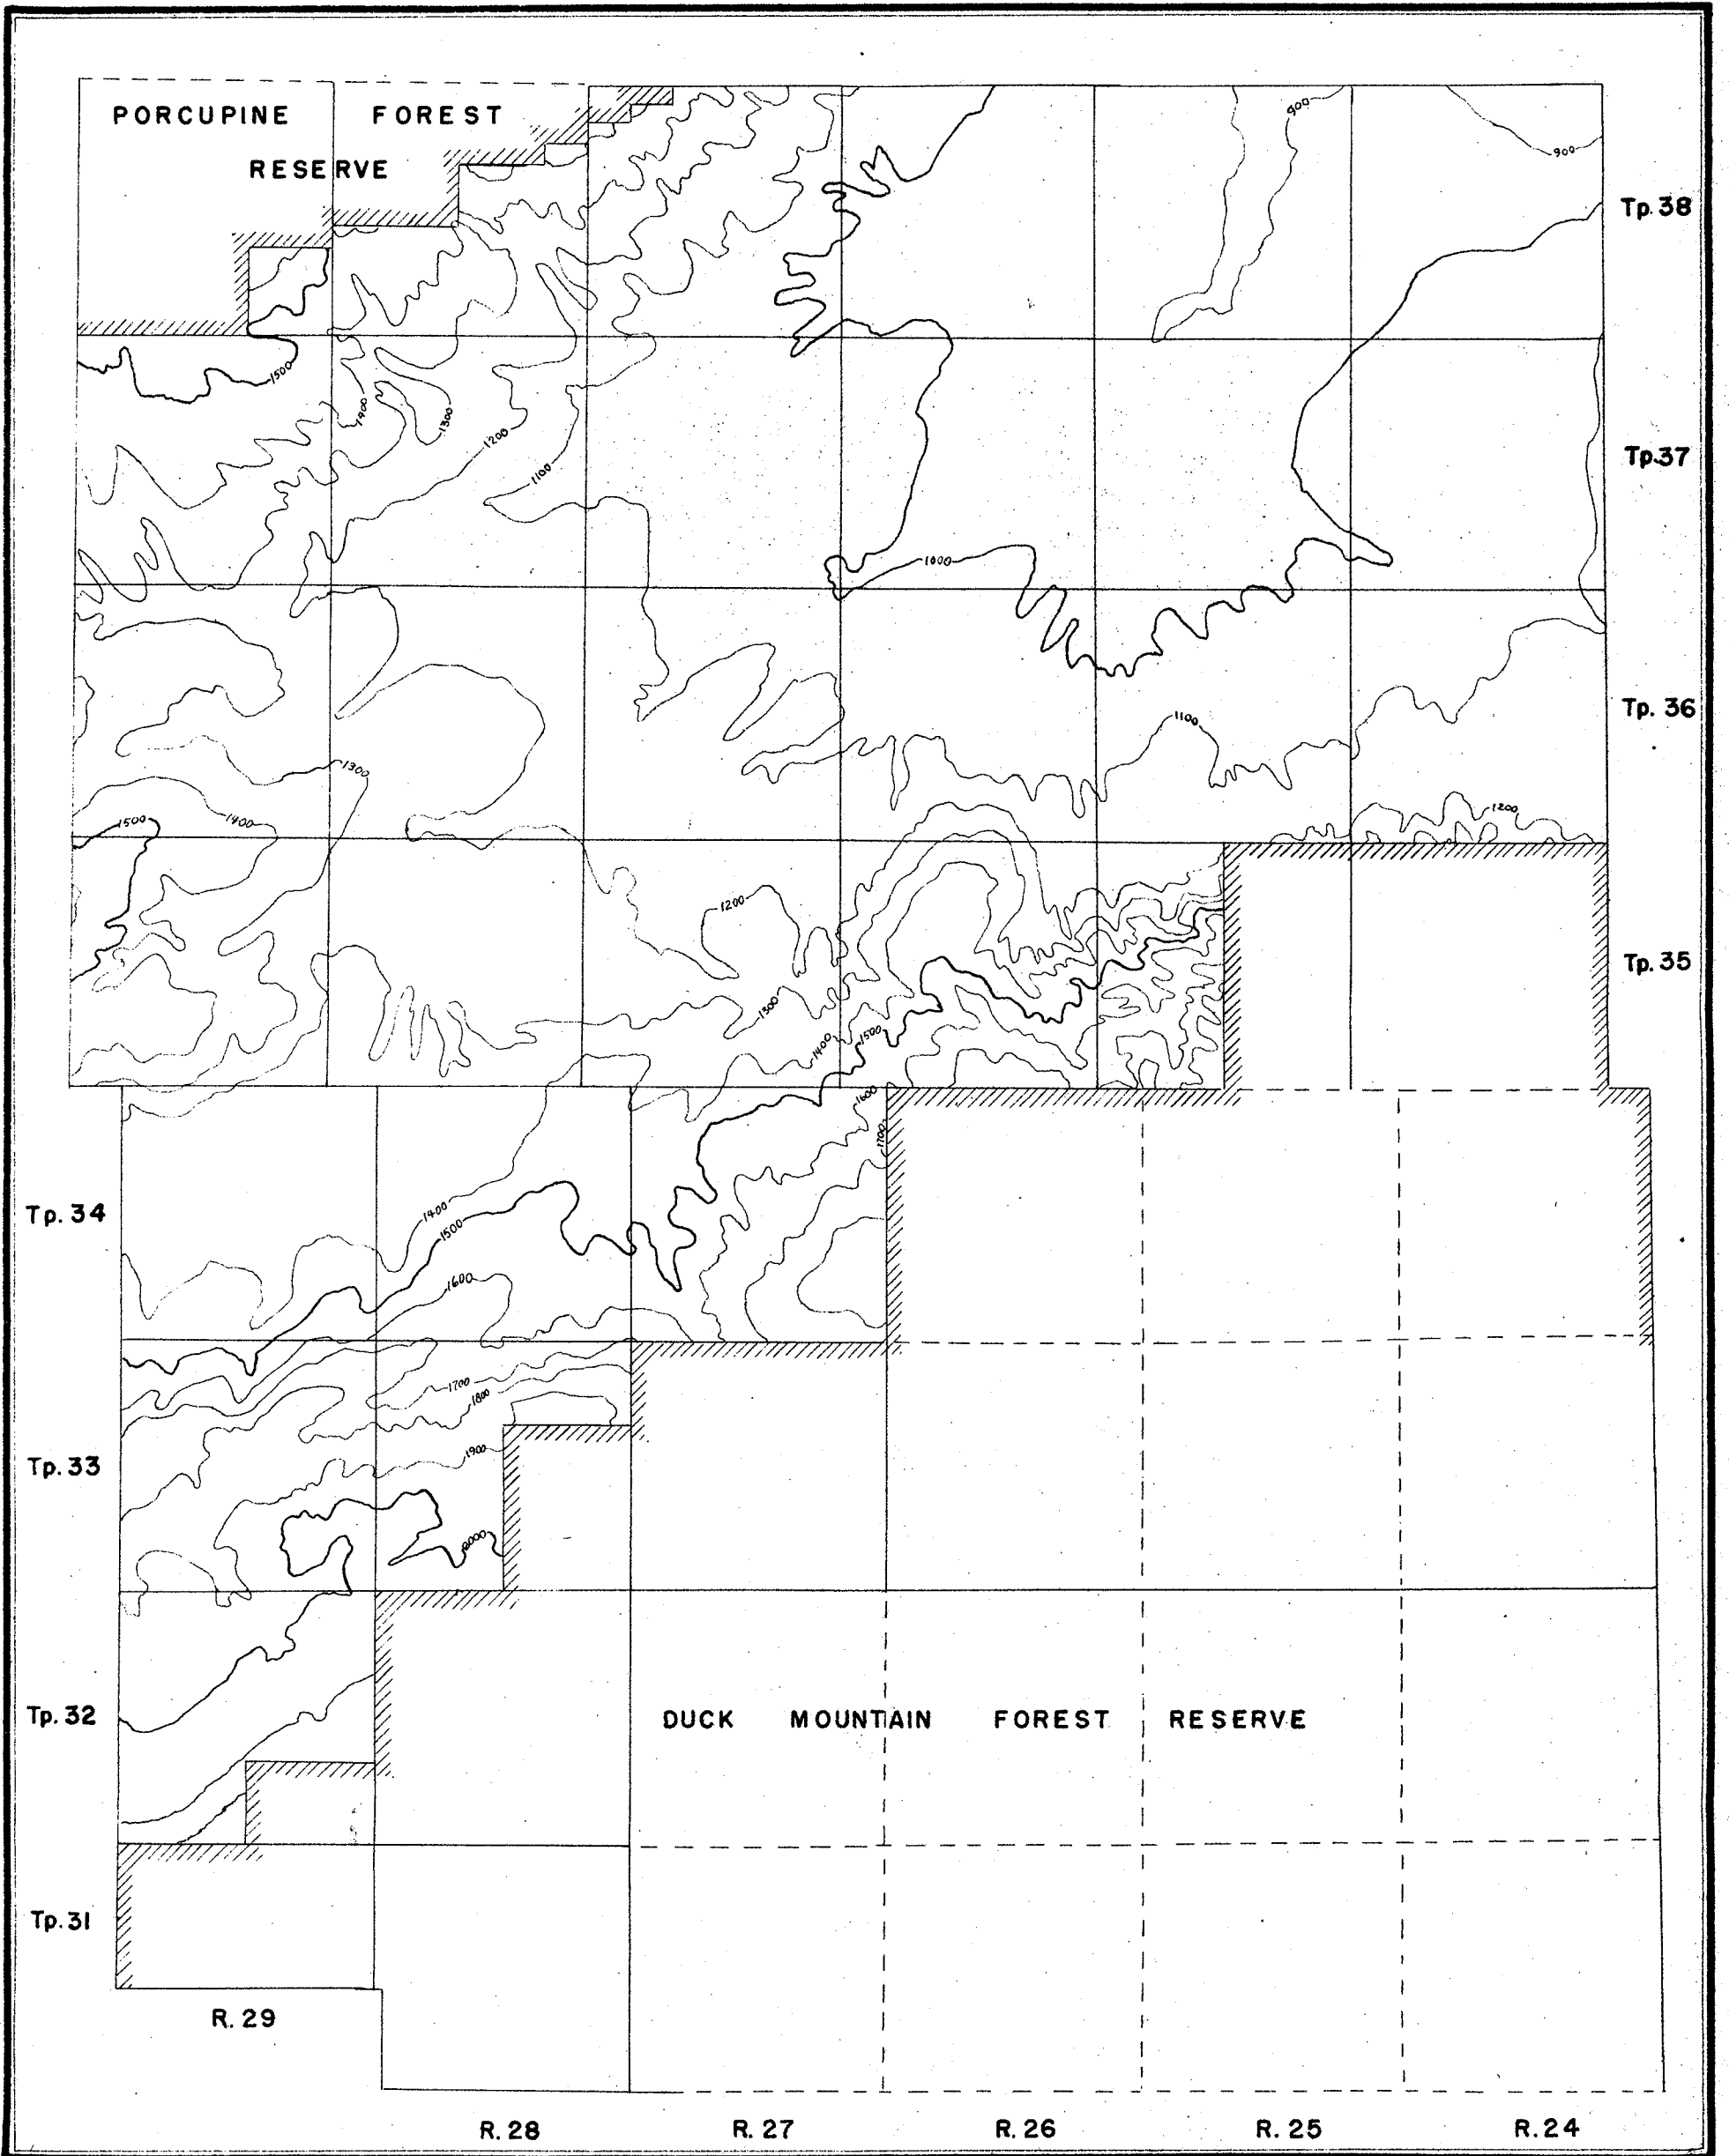 PORCUPINE FOREST
RESERVE
900
900
Tp. 38
1500
1400
1300
1200
1100
Tp. 37
1000
Tp. 36
1100
1300
1500
1400
1200
1200
Tp. 35
1300
1400
1500
1600
1700
Tp. 34
1400
1500
1600
1700
1800
Tp. 33
1900
2000
Tp. 32
DUCK MOUNTAIN FOREST RESERVE
Tp. 31
R. 29
R. 28 R. 27 R. 26 R. 25 R. 24